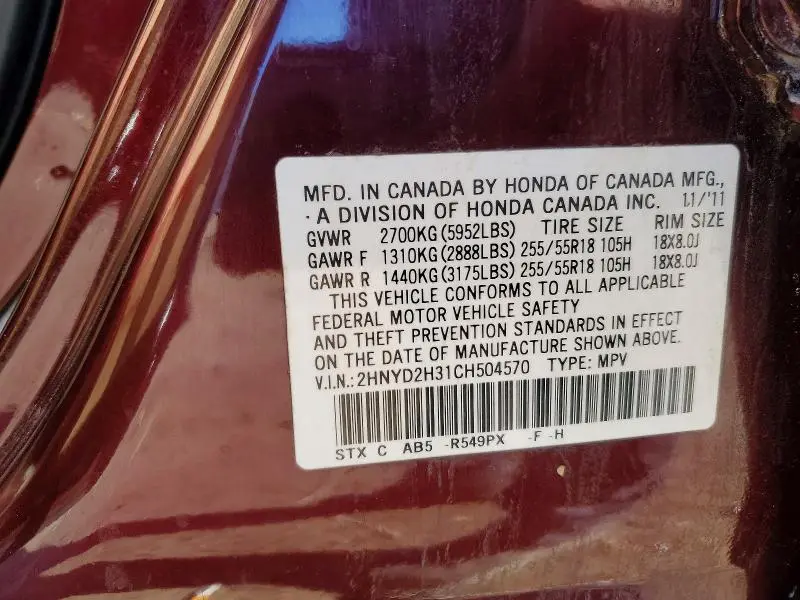 MFD. IN CANADA BY HONDA OF CANADA MFG.,
A DIVISION OF HONDA CANADA INC. 11/'11
GVWR 2700KG(5952LBS) TIRE SIZE RIM SIZE
GAWR F 1310KG(2888LBS) 255/55R18 105H 18X8.0J
GAWR R 1440KG(3175LBS) 255/55R18 105H 18X8.0J
THIS VEHICLE CONFORMS TO ALL APPLICABLE
FEDERAL MOTOR VEHICLE SAFETY
AND THEFT PREVENTION STANDARDS IN EFFECT
ON THE DATE OF MANUFACTURE SHOWN ABOVE.
V.I.N.:2HNYD2H31CH504570 TYPE: MPV
STX C AB5 -R549PX -F -H